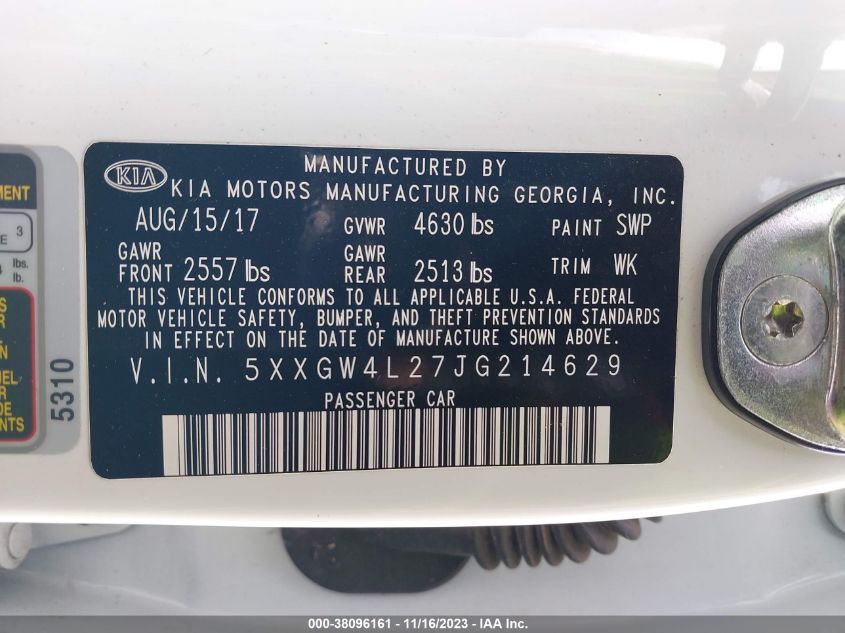 MANUFACTURED BY
KIA KIA MOTORS MANUFACTURING GEORGIA, INC.
AUG/15/17 GVWR 4630 lbs PAINT SWP
GAWR FRONT 2557 lbs GAWR REAR 2513 lbs TRIM WK
THIS VEHICLE CONFORMS TO ALL APPLICABLE U.S.A. FEDERAL
MOTOR VEHICLE SAFETY, BUMPER, AND THEFT PREVENTION STANDARDS
IN EFFECT ON THE DATE OF MANUFACTURE SHOWN ABOVE.
V.I.N. 5XXGW4L27JG214629
PASSENGER CAR
5310
3
lbs.
lb.
000-38096161 - 11/16/2023 - IAA Inc.